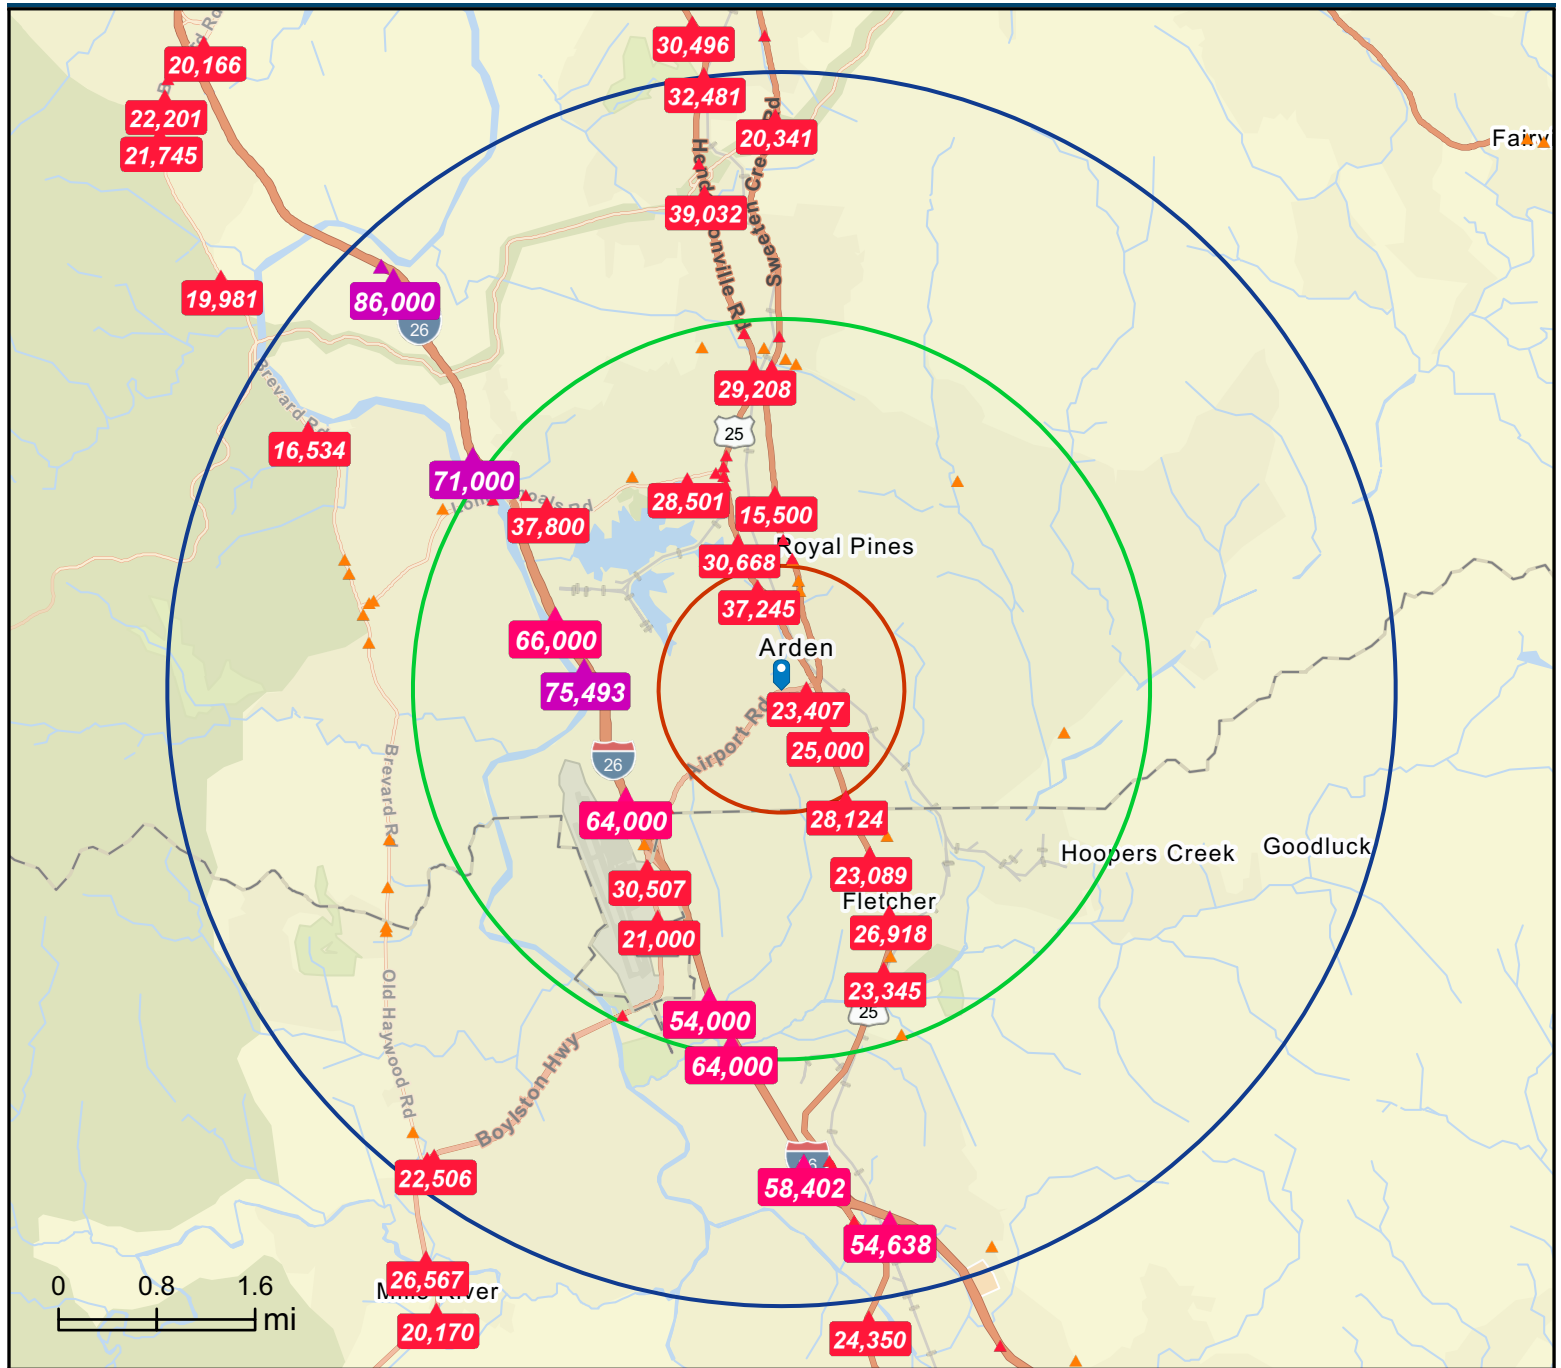 30,496
20,166
32,481
22,201
20,341
21,745
Fairvi
39,032
Hend onville Rd
Sweeten Cre Rd
19,981
86,000
26
Brevard Rd
29,208
25
16,534
71,000
28,501
15,500
37,800
Royal Pines
30,668
37,245
66,000
Arden
75,493
23,407
Airport Rd
25,000
26
64,000
28,124
Brevard Rd
Hoopers Creek
Goodluck
23,089
30,507
Fletcher
26,918
21,000
23,345
25
54,000
Old Haywood Rd
64,000
Boylston Hwy
22,506
58,402
54,638
26,567
0 0.8 1.6
mi
20,170
24,350